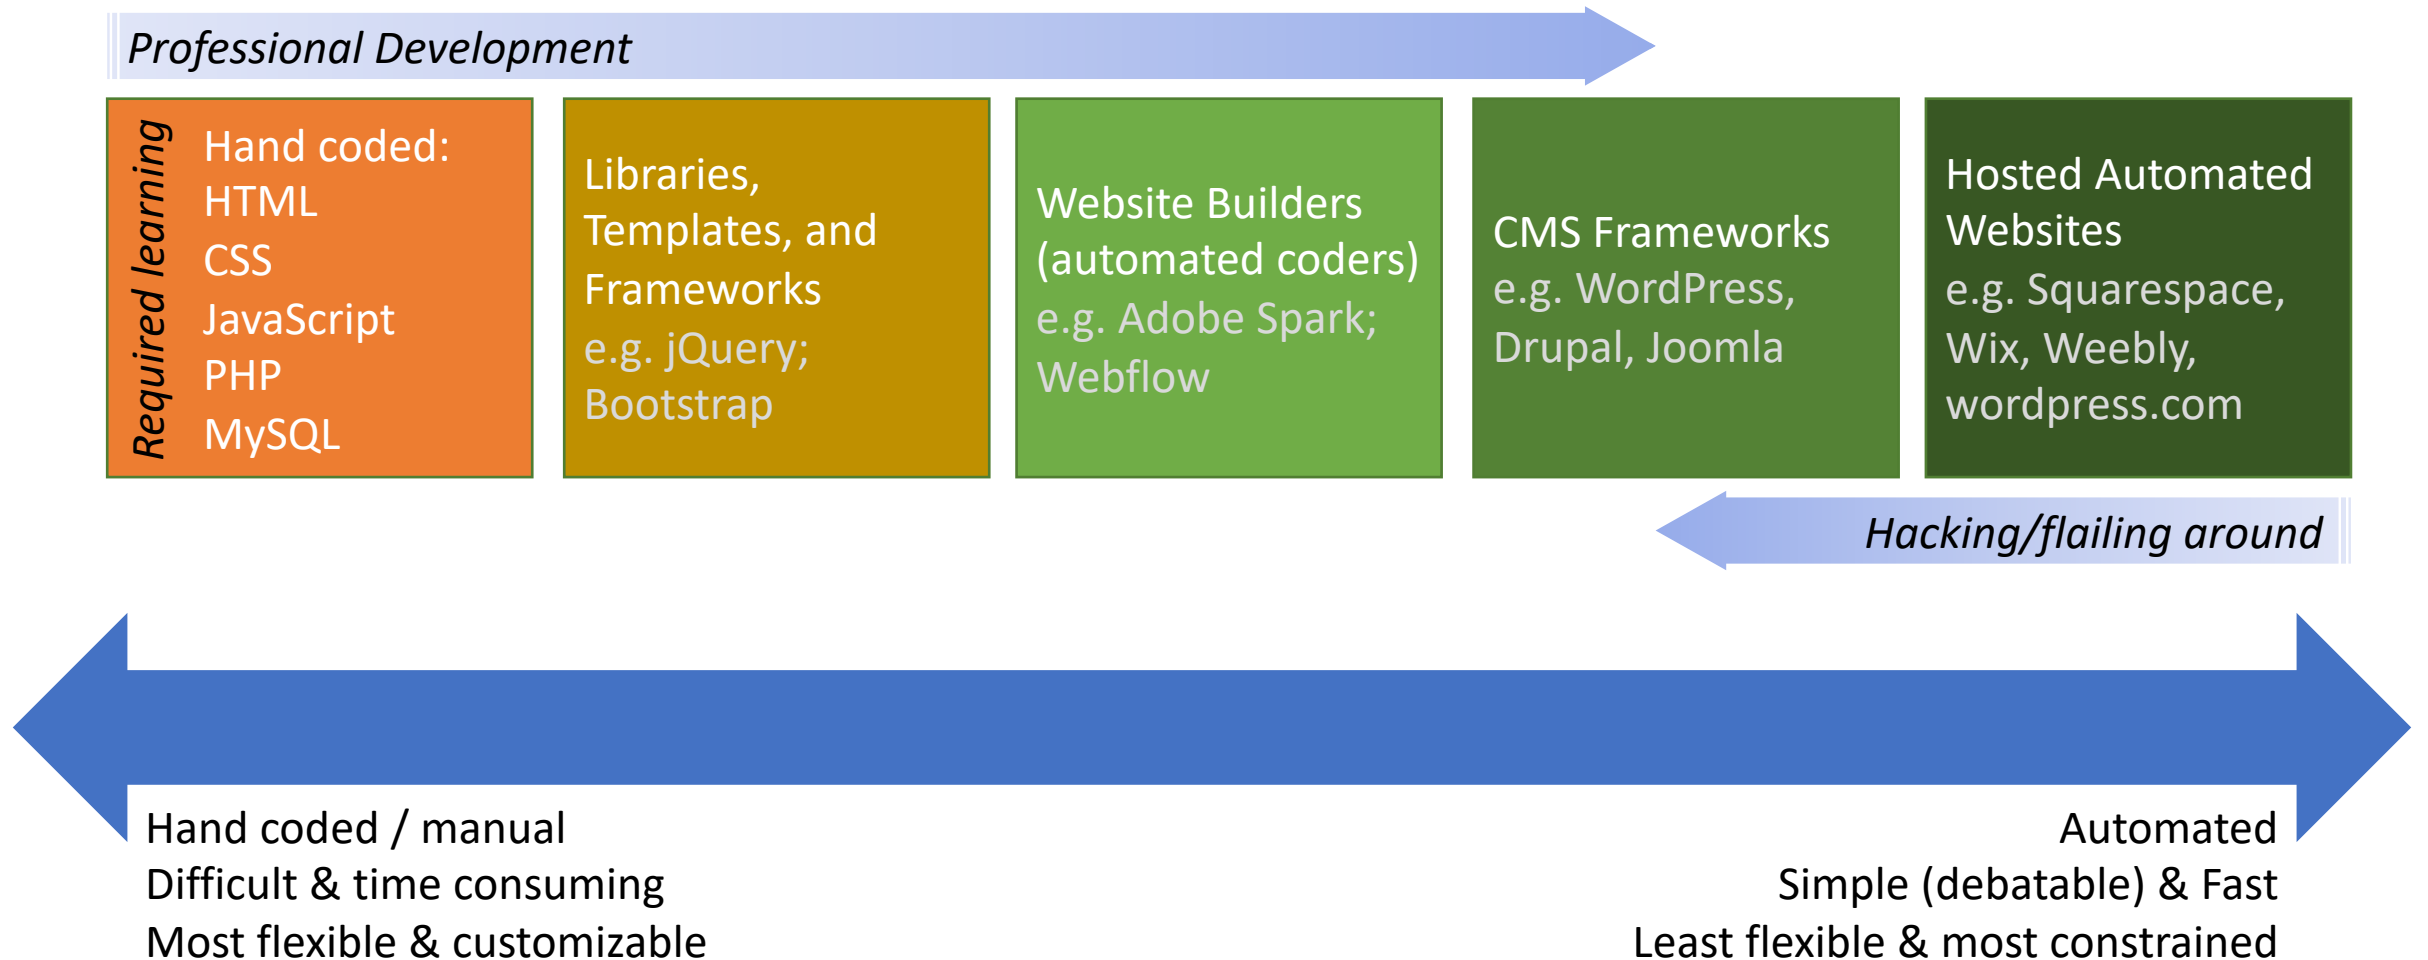 Professional Development
Required learning
Hand coded:
HTML
CSS
JavaScript
PHP
MySQL
Libraries,
Templates, and
Frameworks
e.g. jQuery;
Bootstrap
Website Builders
(automated coders)
e.g. Adobe Spark;
Webflow
CMS Frameworks
e.g. WordPress,
Drupal, Joomla
Hosted Automated
Websites
e.g. Squarespace,
Wix, Weebly,
wordpress.com
Hacking/flailing around
Hand coded / manual
Difficult & time consuming
Most flexible & customizable
Automated
Simple (debatable) & Fast
Least flexible & most constrained